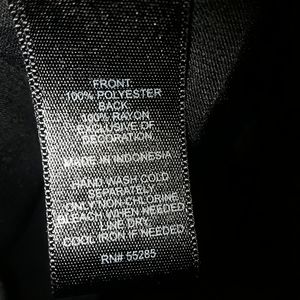 FRONT
100% POLYESTER
BACK
100% RAYON
EXCLUSIVE OF
DECORATION
MADE IN INDONESIA
HAND WASH COLD
SEPARATELY
ONLY NON-CHLORINE
BLEACH WHEN NEEDED
LINE DRY
COOL IRON IF NEEDED
RN# 55285